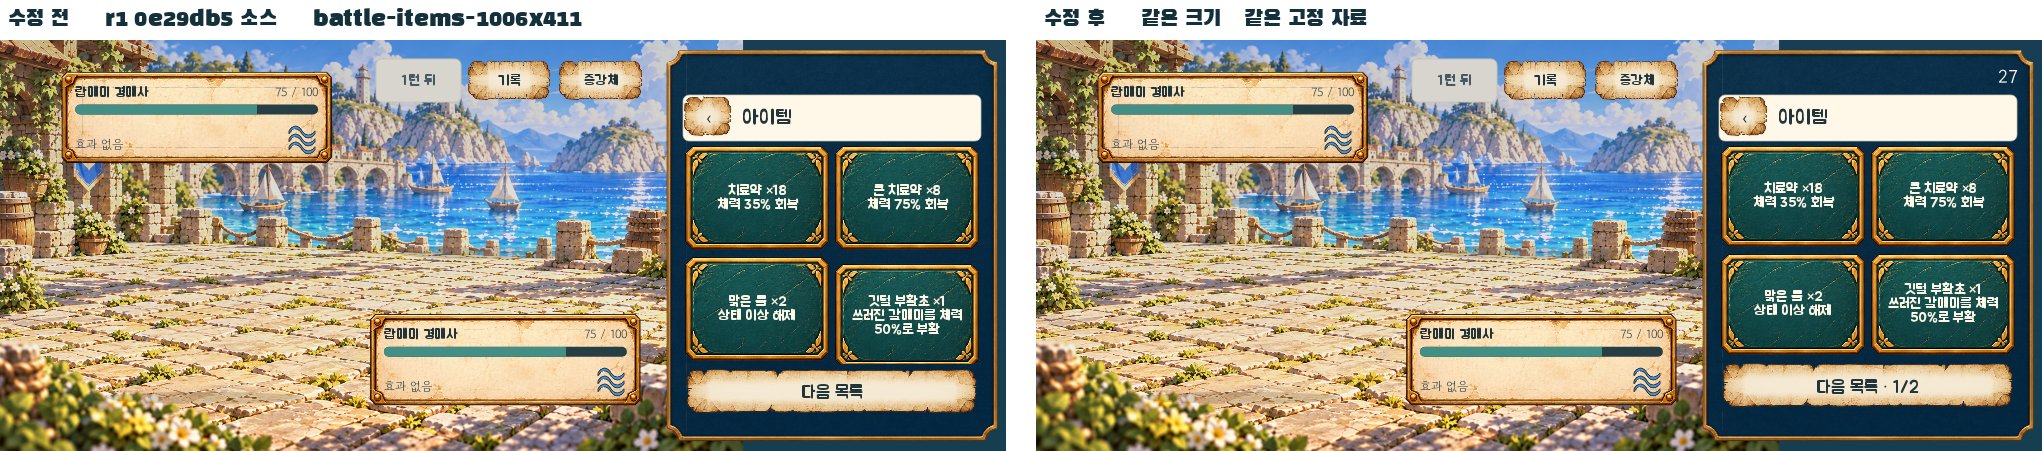 수정 전 r1 0e29db5 소스 battle-items-1006x411
랍매미 경매사 75 / 100
효과 없음
1턴 뒤
기록
증강체
‹ 아이템
치료약 ×18
체력 35% 회복
큰 치료약 ×8
체력 75% 회복
맑은 물 ×2
상태 이상 해제
깃털 부활초 ×1
쓰러진 갈매미를 체력
50%로 부활
랍매미 경매사 75 / 100
효과 없음
다음 목록
수정 후 같은 크기 같은 고정 자료
랍매미 경매사 75 / 100
효과 없음
1턴 뒤
기록
증강체
27
‹ 아이템
치료약 ×18
체력 35% 회복
큰 치료약 ×8
체력 75% 회복
맑은 물 ×2
상태 이상 해제
깃털 부활초 ×1
쓰러진 갈매미를 체력
50%로 부활
랍매미 경매사 75 / 100
효과 없음
다음 목록 · 1/2